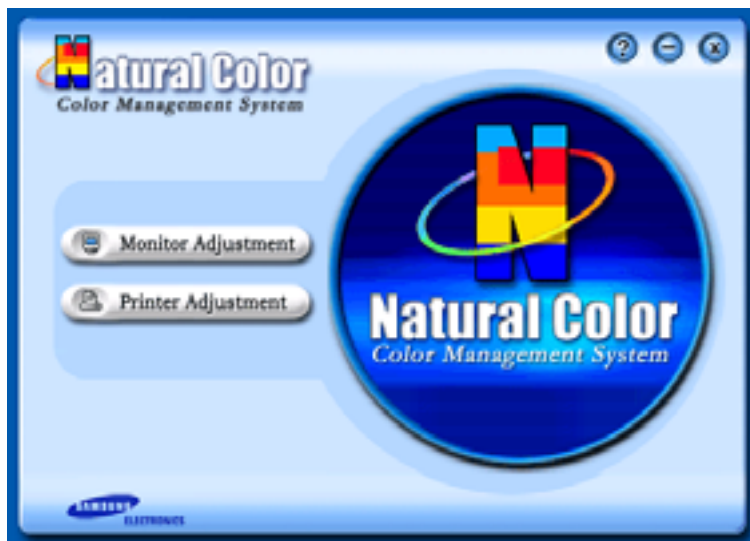 Natural Color
Color Management System
?
Monitor Adjustment
Printer Adjustment
N
Natural Color
Color Management System
SAMSUNG
ELECTRONICS